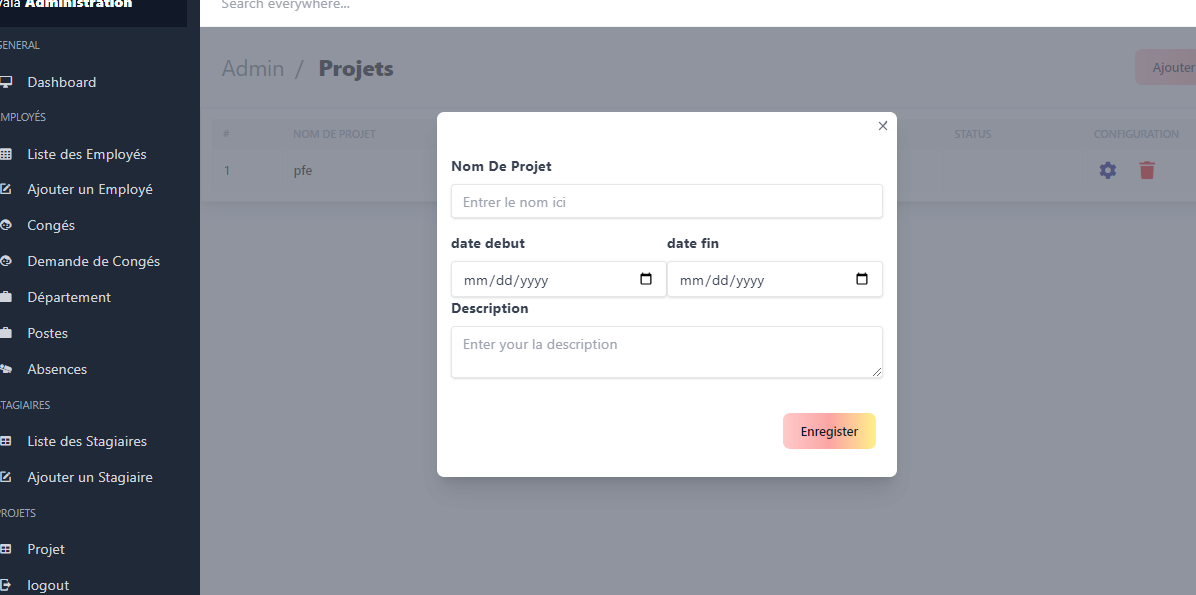 Administration
Search everywhere...
GENERAL
Dashboard
EMPLOYÉS
Liste des Employés
Ajouter un Employé
Congés
Demande de Congés
Département
Postes
Absences
STAGIAIRES
Liste des Stagiaires
Ajouter un Stagiaire
PROJETS
Projet
logout
Admin / Projets
Ajouter
# NOM DE PROJET STATUS CONFIGURATION
1 pfe
×
Nom De Projet
Entrer le nom ici
date debut date fin
mm/dd/yyyy mm/dd/yyyy
Description
Enter your la description
Enregister